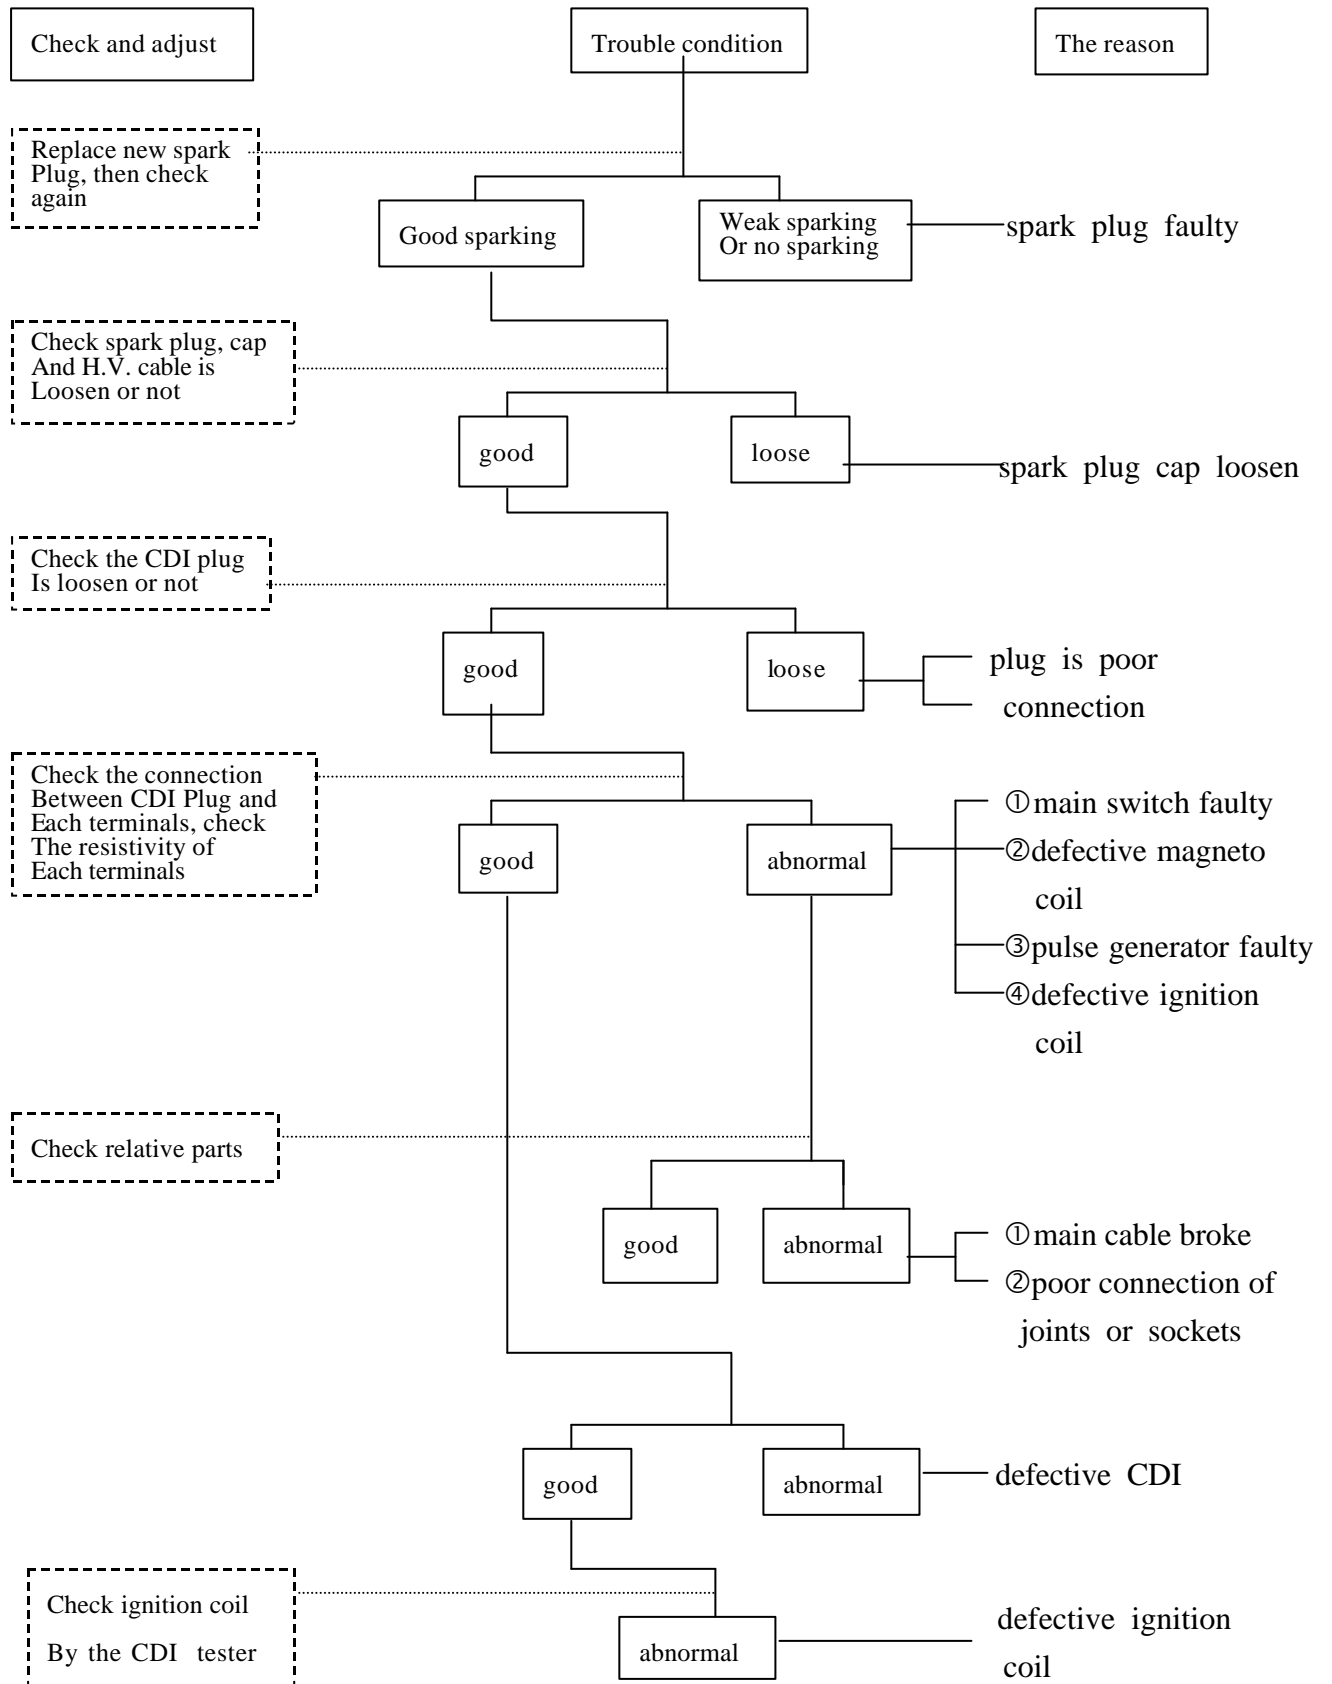 Check and adjust
Trouble condition
The reason
Replace new spark
Plug, then check
again
Good sparking
Weak sparking
Or no sparking
spark plug faulty
Check spark plug, cap
And H.V. cable is
Loosen or not
good
loose
spark plug cap loosen
Check the CDI plug
Is loosen or not
good
loose
plug is poor
connection
Check the connection
Between CDI Plug and
Each terminals, check
The resistivity of
Each terminals
good
abnormal
①main switch faulty
②defective magneto
coil
③pulse generator faulty
④defective ignition
coil
Check relative parts
good
abnormal
①main cable broke
②poor connection of
joints or sockets
good
abnormal
defective CDI
Check ignition coil
By the CDI tester
abnormal
defective ignition
coil